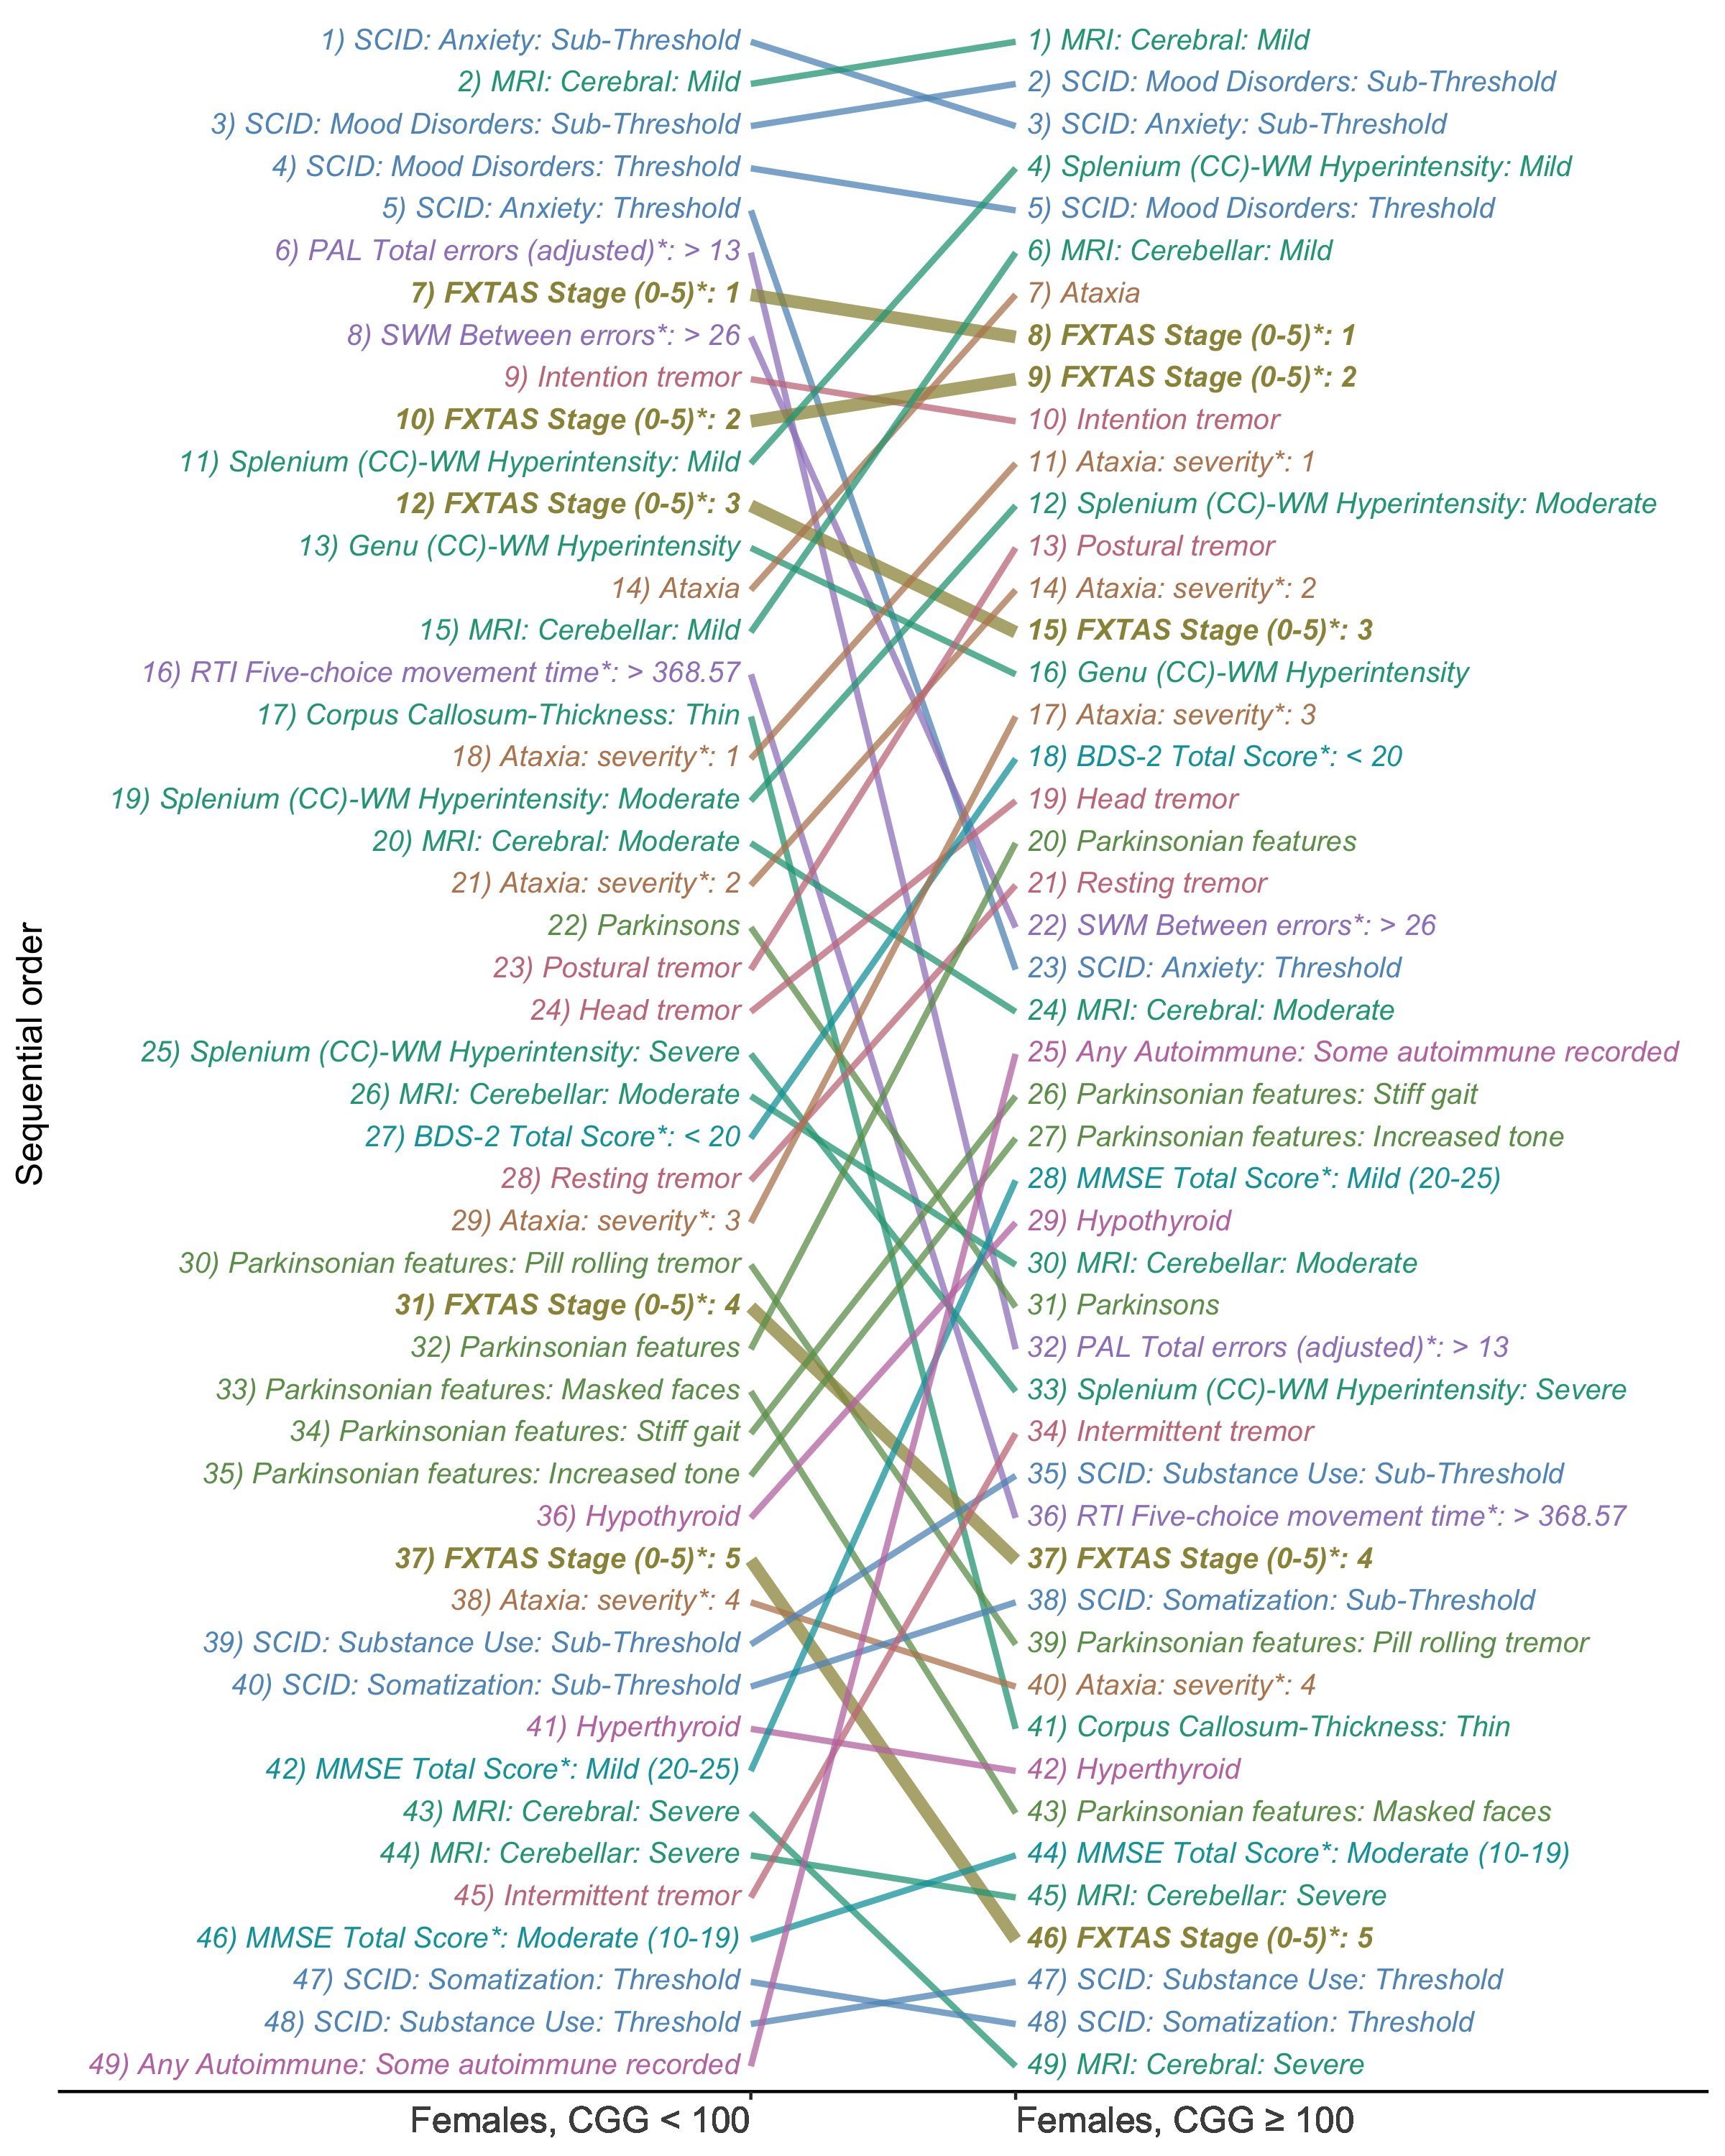 Sequential order
1) SCID: Anxiety: Sub-Threshold
2) MRI: Cerebral: Mild
3) SCID: Mood Disorders: Sub-Threshold
4) SCID: Mood Disorders: Threshold
5) SCID: Anxiety: Threshold
6) PAL Total errors (adjusted)*: > 13
7) FXTAS Stage (0-5)*: 1
8) SWM Between errors*: > 26
9) Intention tremor
10) FXTAS Stage (0-5)*: 2
11) Splenium (CC)-WM Hyperintensity: Mild
12) FXTAS Stage (0-5)*: 3
13) Genu (CC)-WM Hyperintensity
14) Ataxia
15) MRI: Cerebellar: Mild
16) RTI Five-choice movement time*: > 368.57
17) Corpus Callosum-Thickness: Thin
18) Ataxia: severity*: 1
19) Splenium (CC)-WM Hyperintensity: Moderate
20) MRI: Cerebral: Moderate
21) Ataxia: severity*: 2
22) Parkinsons
23) Postural tremor
24) Head tremor
25) Splenium (CC)-WM Hyperintensity: Severe
26) MRI: Cerebellar: Moderate
27) BDS-2 Total Score*: < 20
28) Resting tremor
29) Ataxia: severity*: 3
30) Parkinsonian features: Pill rolling tremor
31) FXTAS Stage (0-5)*: 4
32) Parkinsonian features
33) Parkinsonian features: Masked faces
34) Parkinsonian features: Stiff gait
35) Parkinsonian features: Increased tone
36) Hypothyroid
37) FXTAS Stage (0-5)*: 5
38) Ataxia: severity*: 4
39) SCID: Substance Use: Sub-Threshold
40) SCID: Somatization: Sub-Threshold
41) Hyperthyroid
42) MMSE Total Score*: Mild (20-25)
43) MRI: Cerebral: Severe
44) MRI: Cerebellar: Severe
45) Intermittent tremor
46) MMSE Total Score*: Moderate (10-19)
47) SCID: Somatization: Threshold
48) SCID: Substance Use: Threshold
49) Any Autoimmune: Some autoimmune recorded
1) MRI: Cerebral: Mild
2) SCID: Mood Disorders: Sub-Threshold
3) SCID: Anxiety: Sub-Threshold
4) Splenium (CC)-WM Hyperintensity: Mild
5) SCID: Mood Disorders: Threshold
6) MRI: Cerebellar: Mild
7) Ataxia
8) FXTAS Stage (0-5)*: 1
9) FXTAS Stage (0-5)*: 2
10) Intention tremor
11) Ataxia: severity*: 1
12) Splenium (CC)-WM Hyperintensity: Moderate
13) Postural tremor
14) Ataxia: severity*: 2
15) FXTAS Stage (0-5)*: 3
16) Genu (CC)-WM Hyperintensity
17) Ataxia: severity*: 3
18) BDS-2 Total Score*: < 20
19) Head tremor
20) Parkinsonian features
21) Resting tremor
22) SWM Between errors*: > 26
23) SCID: Anxiety: Threshold
24) MRI: Cerebral: Moderate
25) Any Autoimmune: Some autoimmune recorded
26) Parkinsonian features: Stiff gait
27) Parkinsonian features: Increased tone
28) MMSE Total Score*: Mild (20-25)
29) Hypothyroid
30) MRI: Cerebellar: Moderate
31) Parkinsons
32) PAL Total errors (adjusted)*: > 13
33) Splenium (CC)-WM Hyperintensity: Severe
34) Intermittent tremor
35) SCID: Substance Use: Sub-Threshold
36) RTI Five-choice movement time*: > 368.57
37) FXTAS Stage (0-5)*: 4
38) SCID: Somatization: Sub-Threshold
39) Parkinsonian features: Pill rolling tremor
40) Ataxia: severity*: 4
41) Corpus Callosum-Thickness: Thin
42) Hyperthyroid
43) Parkinsonian features: Masked faces
44) MMSE Total Score*: Moderate (10-19)
45) MRI: Cerebellar: Severe
46) FXTAS Stage (0-5)*: 5
47) SCID: Substance Use: Threshold
48) SCID: Somatization: Threshold
49) MRI: Cerebral: Severe
Females, CGG < 100
Females, CGG ≥ 100